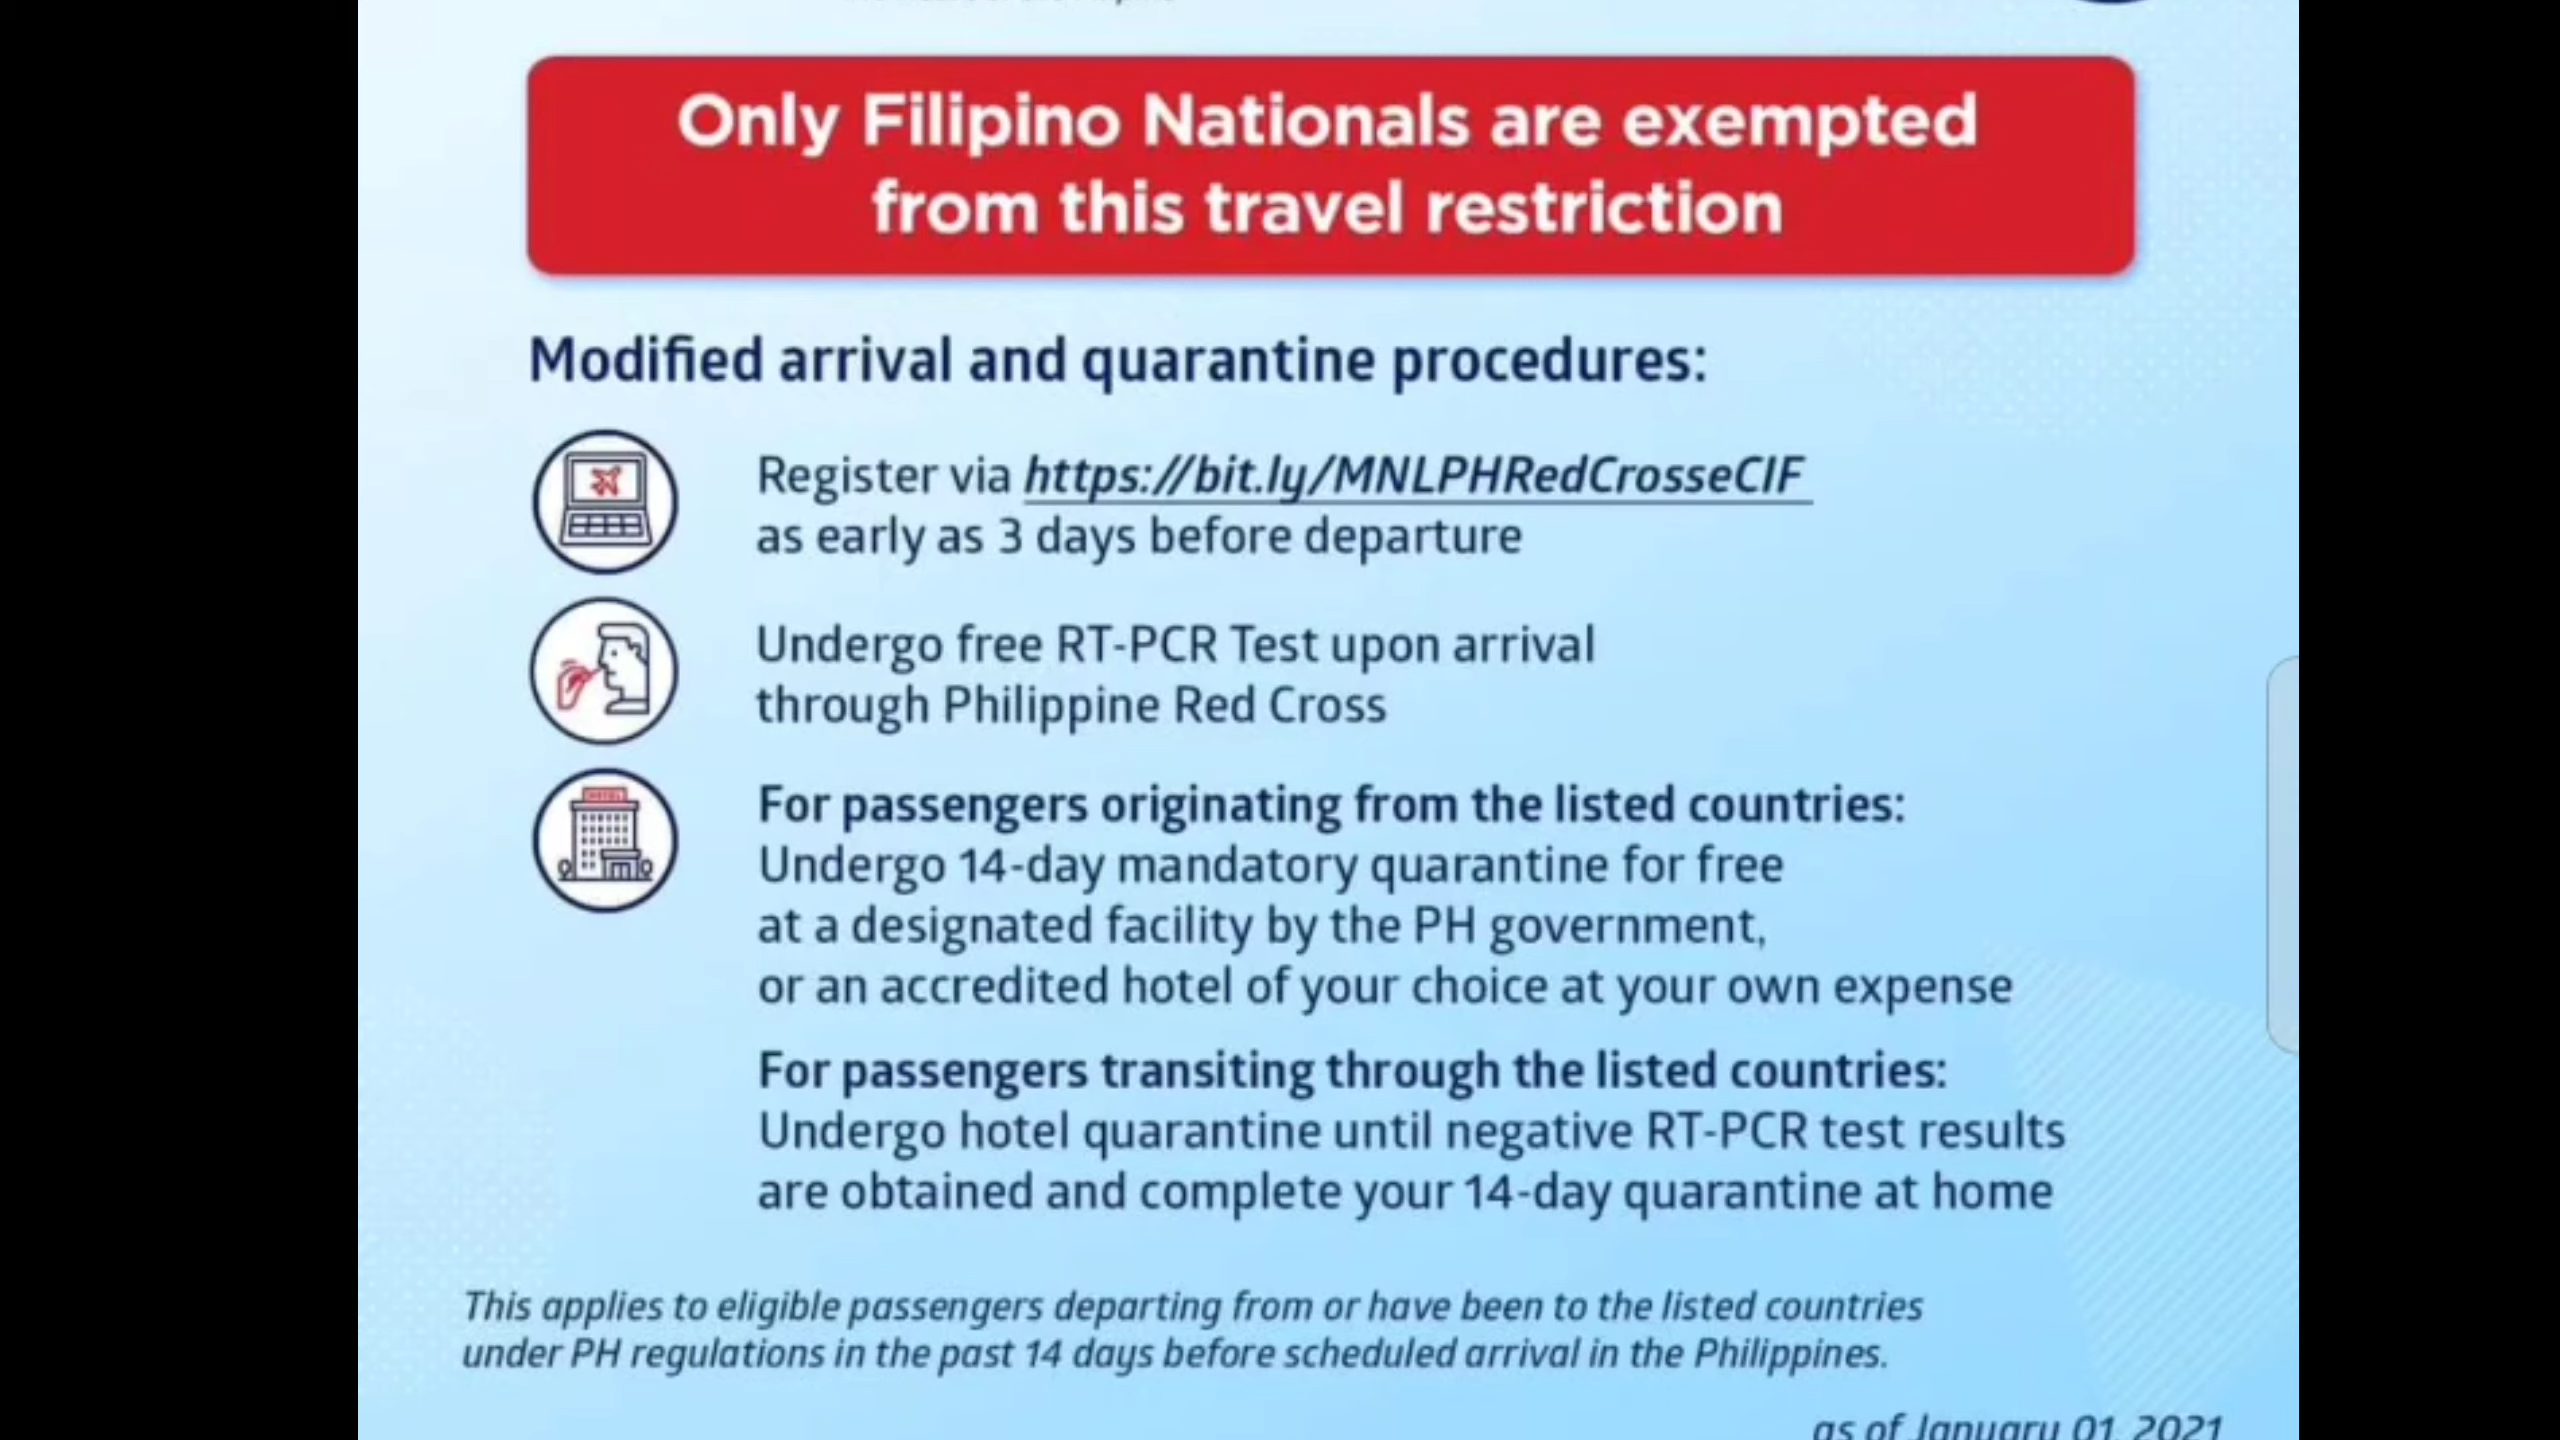 Only Filipino Nationals are exempted
from this travel restriction
Modified arrival and quarantine procedures:
Register via https://bit.ly/MNLPHRedCrosseCIF
as early as 3 days before departure
Undergo free RT-PCR Test upon arrival
through Philippine Red Cross
HOTEL
For passengers originating from the listed countries:
Undergo 14-day mandatory quarantine for free
at a designated facility by the PH government,
or an accredited hotel of your choice at your own expense
For passengers transiting through the listed countries:
Undergo hotel quarantine until negative RT-PCR test results
are obtained and complete your 14-day quarantine at home
This applies to eligible passengers departing from or have been to the listed countries
under PH regulations in the past 14 days before scheduled arrival in the Philippines.
as of January 01, 2021